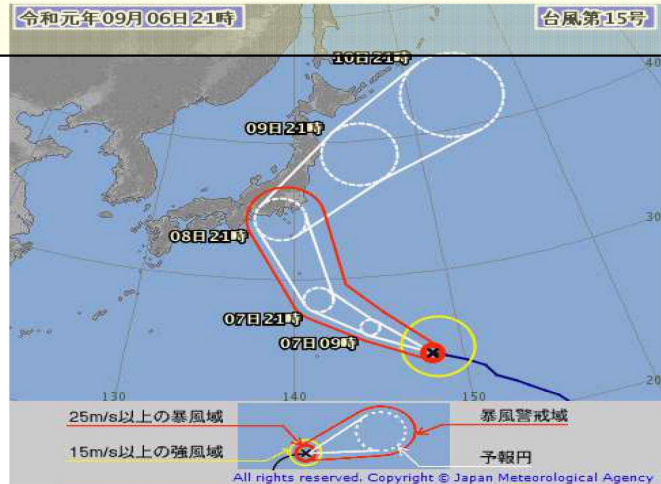 令和元年09月06日21時
台風第15号
10日21時
40
09日21時
30
08日21時
07日21時
07日09時
20
130
140
150
25m/s以上の暴風域
暴風警戒域
15m/s以上の強風域
予報円
All rights reserved. Copyright © Japan Meteorological Agency